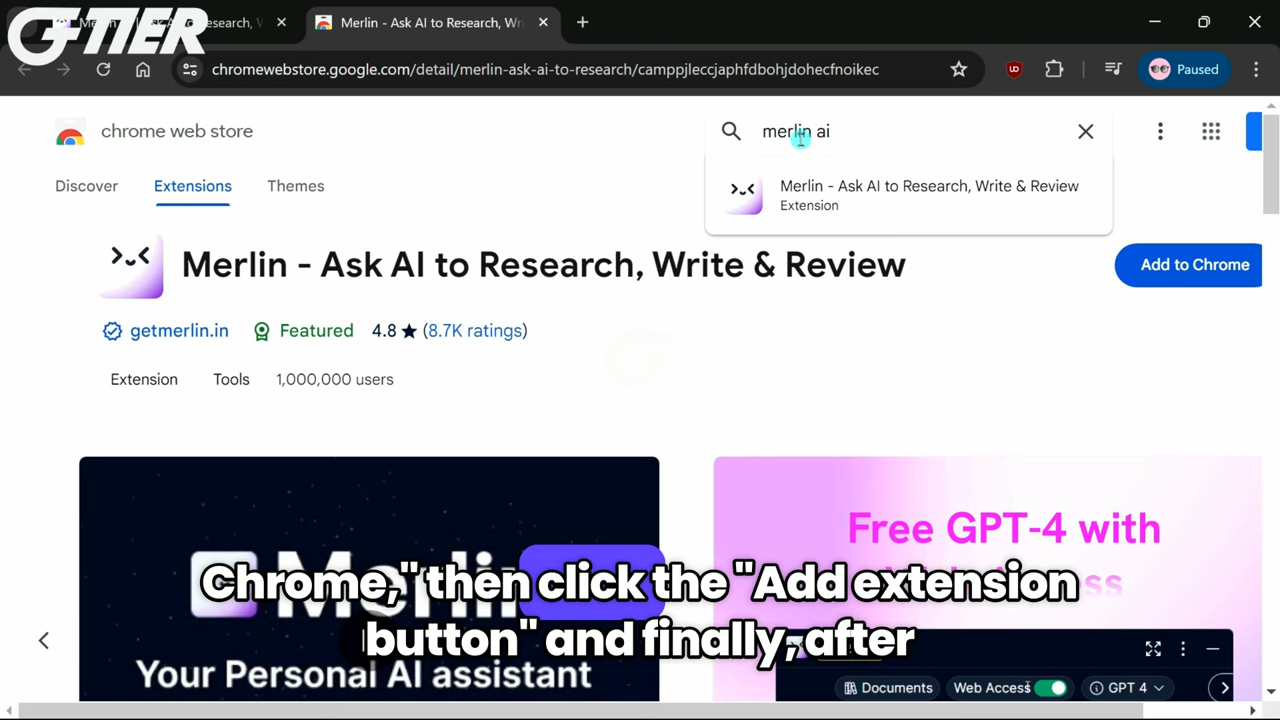 GTIER
Merlin - Ask AI to Research, Wri
Paused
chromewebstore.google.com/detail/merlin-ask-ai-to-research/camppjleccjaphfdbohjdohecfnoikec
chrome web store
merlin ai
Discover
Extensions
Themes
Merlin - Ask AI to Research, Write & Review
Extension
Merlin - Ask AI to Research, Write & Review
Add to Chrome
getmerlin.in
Featured
4.8 ★ (8.7K ratings)
Extension
Tools
1,000,000 users
Free GPT-4 with
Chrome," then click the "Add extension
button" and finally, after
Your Personal AI assistant
Documents
Web Access
GPT 4